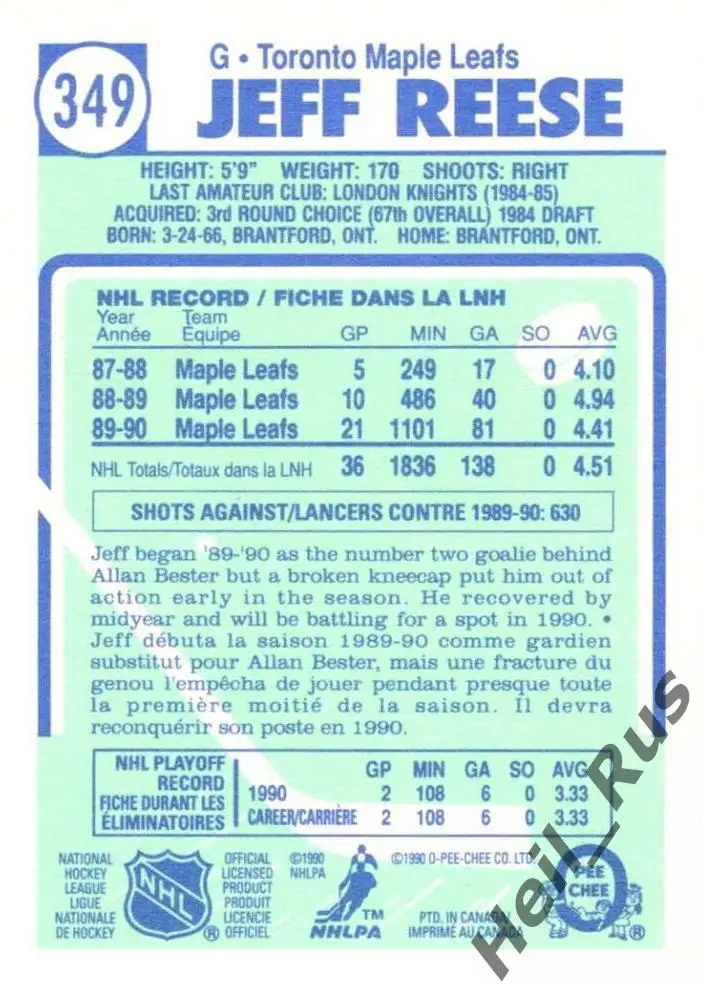 349
G • Toronto Maple Leafs
JEFF REESE
HEIGHT: 5'9" WEIGHT: 170 SHOOTS: RIGHT
LAST AMATEUR CLUB: LONDON KNIGHTS (1984-85)
ACQUIRED: 3rd ROUND CHOICE (67th OVERALL) 1984 DRAFT
BORN: 3-24-66, BRANTFORD, ONT. HOME: BRANTFORD, ONT.
NHL RECORD / FICHE DANS LA LNH
Year Team
Année Équipe GP MIN GA SO AVG
87-88 Maple Leafs 5 249 17 0 4.10
88-89 Maple Leafs 10 486 40 0 4.94
89-90 Maple Leafs 21 1101 81 0 4.41
NHL Totals/Totaux dans la LNH 36 1836 138 0 4.51
SHOTS AGAINST/LANCERS CONTRE 1989-90: 630
Jeff began '89-'90 as the number two goalie behind
Allan Bester but a broken kneecap put him out of
action early in the season. He recovered by
midyear and will be battling for a spot in 1990. •
Jeff débuta la saison 1989-90 comme gardien
substitut pour Allan Bester, mais une fracture du
genou l'empêcha de jouer pendant presque toute
la première moitié de la saison. Il devra
reconquérir son poste en 1990.
NHL PLAYOFF
RECORD
FICHE DURANT LES
ÉLIMINATOIRES
GP MIN GA SO AVG
1990 2 108 6 0 3.33
CAREER/CARRIÈRE 2 108 6 0 3.33
NATIONAL
HOCKEY
LEAGUE
LIGUE
NATIONALE
DE HOCKEY
NHL
®
OFFICIAL
LICENSED
PRODUCT
PRODUIT
LICENCIE
OFFICIEL
©1990
NHLPA
TM
NHLPA
©1990 O-PEE-CHEE CO. LTD.
PTD. IN CANADA/
IMPRIMÉ AU CANADA
O
PEE
CHEE
®
Heil_Rus